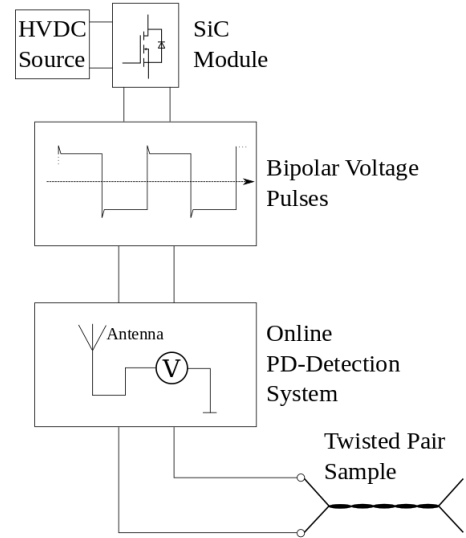 HVDC
Source
SiC
Module
Bipolar Voltage
Pulses
Antenna
V
Online
PD-Detection
System
Twisted Pair
Sample